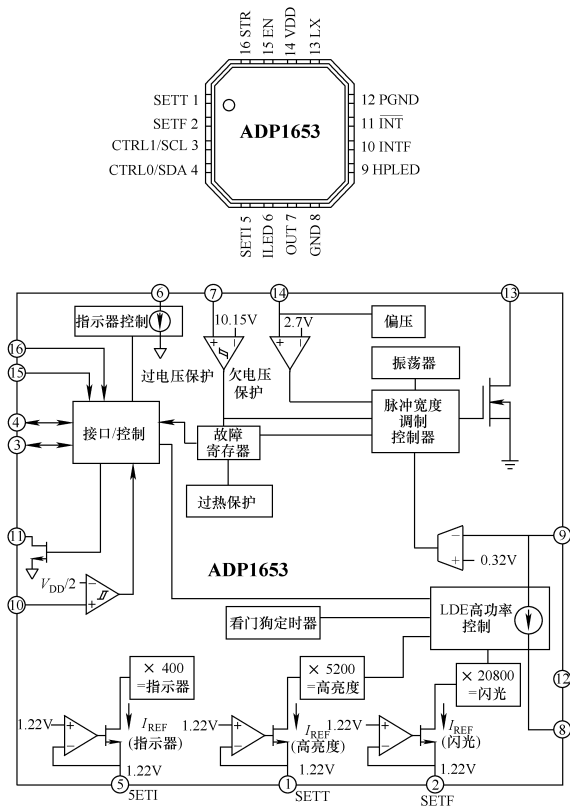 16 STR
15 EN
14 VDD
13 LX
SETT 1
SETF 2
CTRL1/SCL 3
CTRL0/SDA 4
12 PGND
11 INT
10 INTF
9 HPLED
ADP1653
SETI 5
ILED 6
OUT 7
GND 8
6
7
14
13
指示器控制
10.15V
2.7V
偏压
+
−
+
−
16
15
过电压保护
欠电压
保护
振荡器
4
3
接口/控制
故障
寄存器
脉冲宽度
调制
控制器
过热保护
11
9
−
+
0.32V
ADP1653
VDD/2
−
+
10
看门狗定时器
LDE高功率
控制
× 400
=指示器
× 5200
=高亮度
× 20800
=闪光
12
8
1.22V
+
−
IREF
(指示器)
1.22V
1.22V
+
−
IREF
(高亮度)
1.22V
1.22V
+
−
IREF
(闪光)
1.22V
5
5ETI
1
SETT
2
SETF